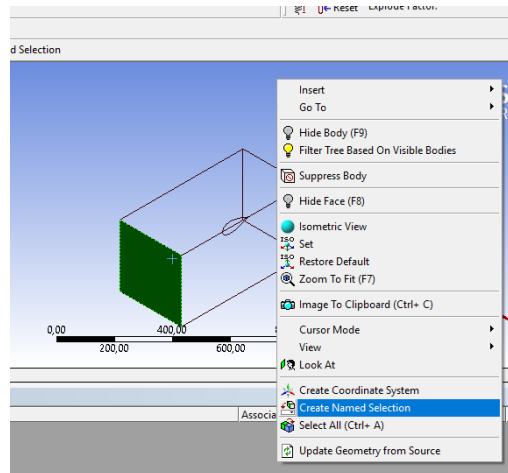 Reset Explode Factor:
d Selection
Insert
Go To
Hide Body (F9)
Filter Tree Based On Visible Bodies
Suppress Body
Hide Face (F8)
Isometric View
ISO Set
ISO Restore Default
Zoom To Fit (F7)
Image To Clipboard (Ctrl+ C)
Cursor Mode
View
Look At
Create Coordinate System
Create Named Selection
Select All (Ctrl+ A)
Update Geometry from Source
0,00 400,00
200,00 600,00
Associa